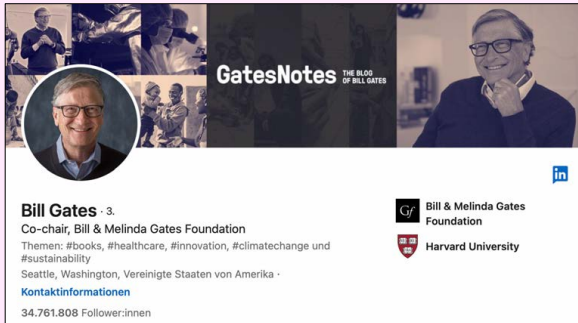 GatesNotes THE BLOG
OF BILL GATES
in
Bill Gates · 3.
Co-chair, Bill & Melinda Gates Foundation
Themen: #books, #healthcare, #innovation, #climatechange und
#sustainability
Seattle, Washington, Vereinigte Staaten von Amerika ·
Kontaktinformationen
34.761.808 Follower:innen
Gf Bill & Melinda Gates
Foundation
Harvard University